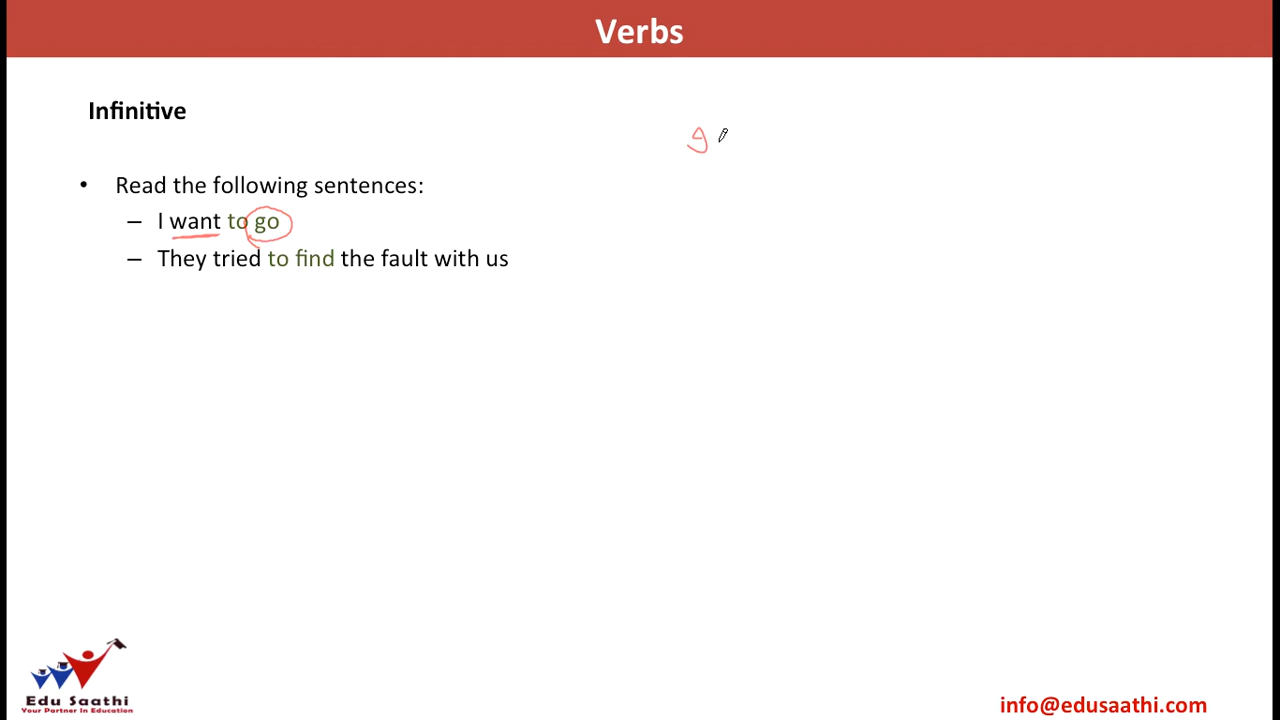 Verbs
Infinitive
g
• Read the following sentences:
– I want to go
– They tried to find the fault with us
Edu Saathi
Your Partner In Education
info@edusaathi.com